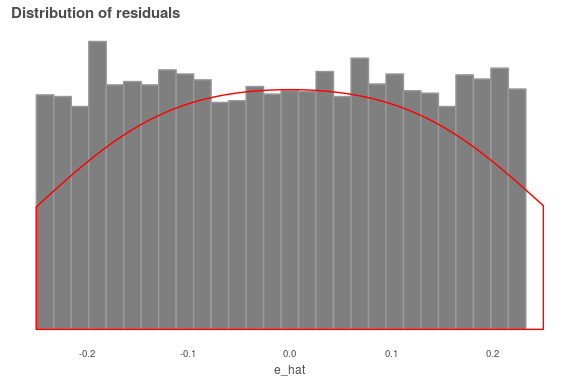 Distribution of residuals
-0.2 -0.1 0.0 0.1 0.2
e_hat